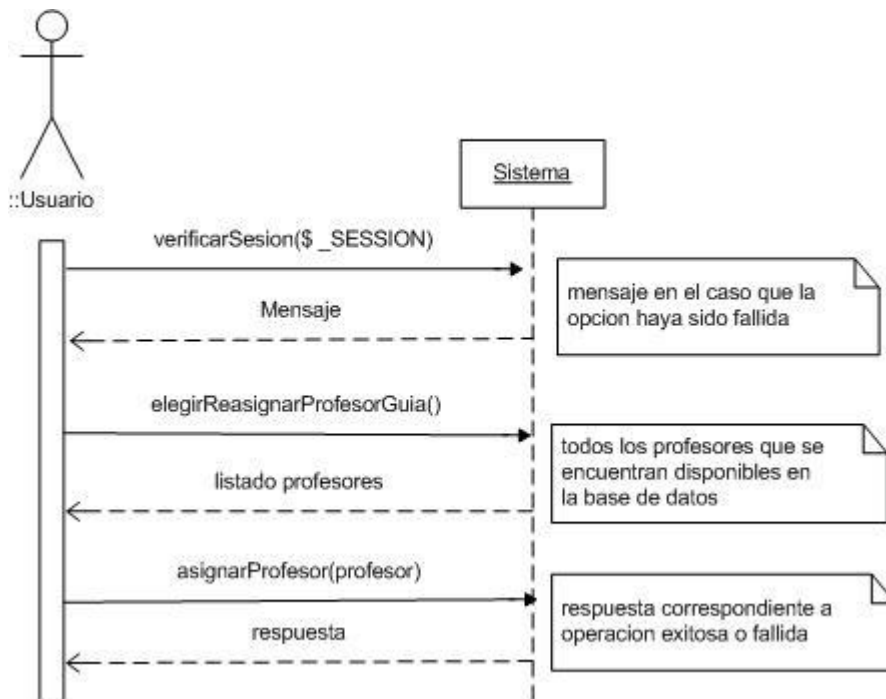 ::Usuario
Sistema
verificarSesion($ _SESSION)
mensaje en el caso que la
opcion haya sido fallida
Mensaje
elegirReasignarProfesorGuia()
todos los profesores que se
encuentran disponibles en
la base de datos
listado profesores
asignarProfesor(profesor)
respuesta correspondiente a
operacion exitosa o fallida
respuesta